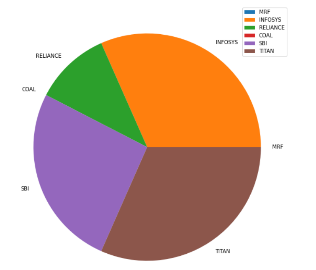 MRF
INFOSYS
RELIANCE
COAL
SBI
TITAN
INFOSYS
RELIANCE
COAL
MRF
SBI
TITAN